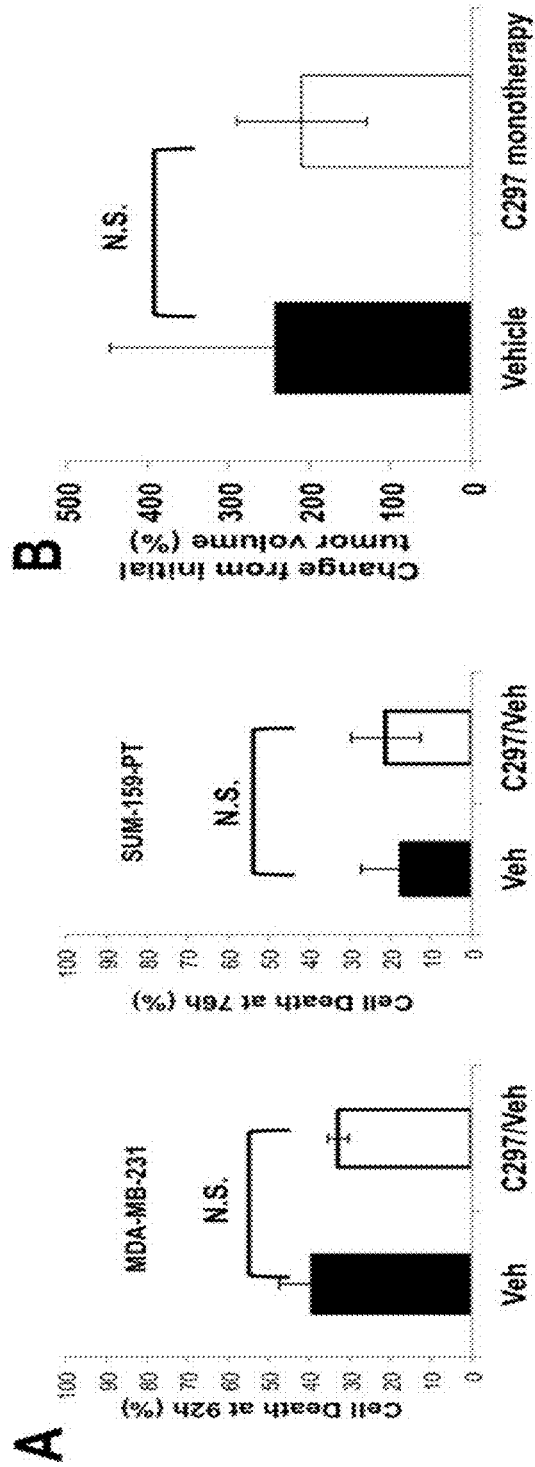 A
MDA-MB-231
N.S.
Cell Death at 92h (%)
100
90
80
70
60
50
40
30
20
10
0
Veh
C297/Veh
SUM-159-PT
N.S.
Cell Death at 76h (%)
100
90
80
70
60
50
40
30
20
10
0
Veh
C297/Veh
B
N.S.
Change from initial
tumor volume (%)
500
400
300
200
100
0
Vehicle
C297 monotherapy